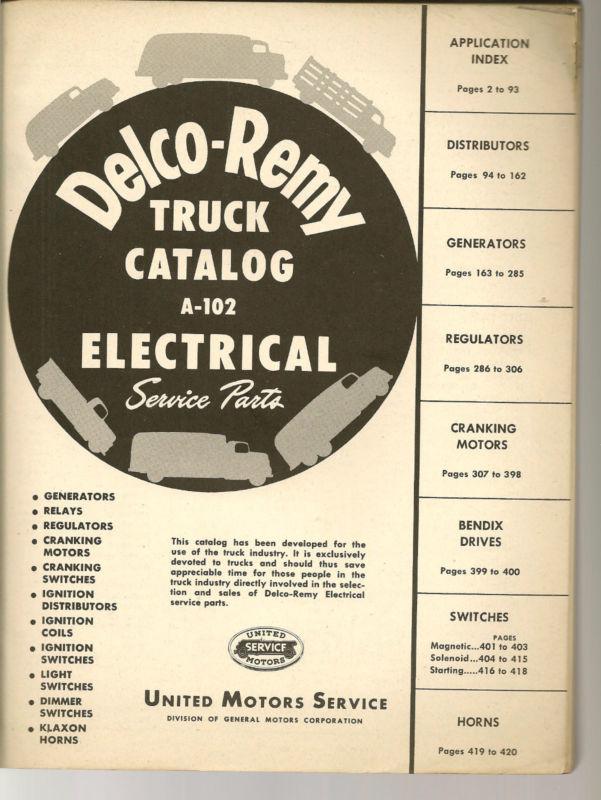 Delco-Remy
TRUCK
CATALOG
A-102
ELECTRICAL
Service Parts
• GENERATORS
• RELAYS
• REGULATORS
• CRANKING
MOTORS
• CRANKING
SWITCHES
• IGNITION
DISTRIBUTORS
• IGNITION
COILS
• IGNITION
SWITCHES
• LIGHT
SWITCHES
• DIMMER
SWITCHES
• KLAXON
HORNS
This catalog has been developed for the
use of the truck industry. It is exclusively
devoted to trucks and should thus save
appreciable time for those people in the
truck industry directly involved in the selec-
tion and sales of Delco-Remy Electrical
service parts.
UNITED
SERVICE
MOTORS
UNITED MOTORS SERVICE
DIVISION OF GENERAL MOTORS CORPORATION
APPLICATION
INDEX
Pages 2 to 93
DISTRIBUTORS
Pages 94 to 162
GENERATORS
Pages 163 to 285
REGULATORS
Pages 286 to 306
CRANKING
MOTORS
Pages 307 to 398
BENDIX
DRIVES
Pages 399 to 400
SWITCHES
PAGES
Magnetic...401 to 403
Solenoid...404 to 415
Starting.....416 to 418
HORNS
Pages 419 to 420